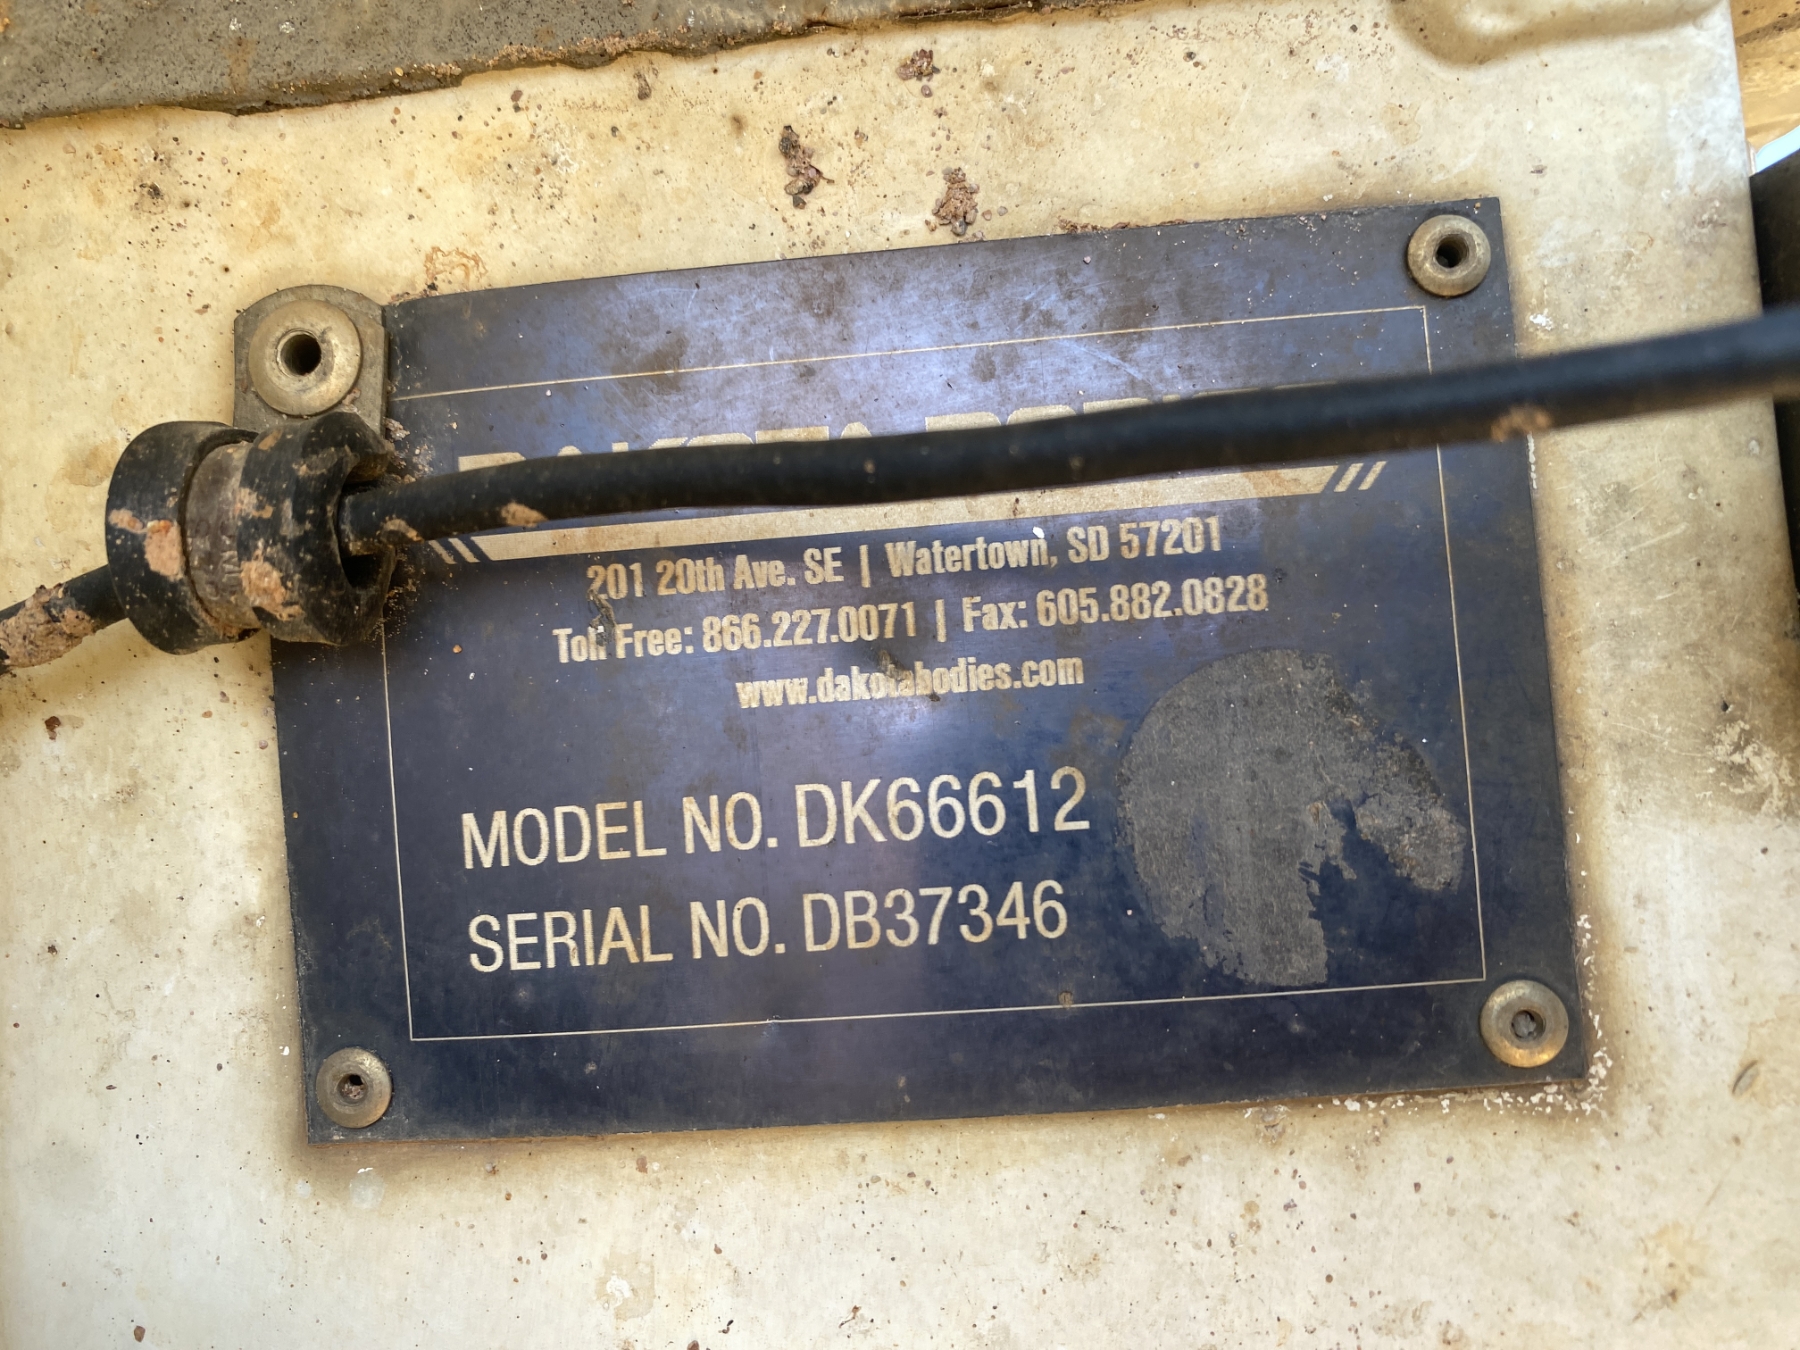 DAKOTA
201 20th Ave. SE | Watertown, SD 57201
Toll Free: 866.227.0071 | Fax: 605.882.0828
www.dakotabodies.com
MODEL NO. DK66612
SERIAL NO. DB37346